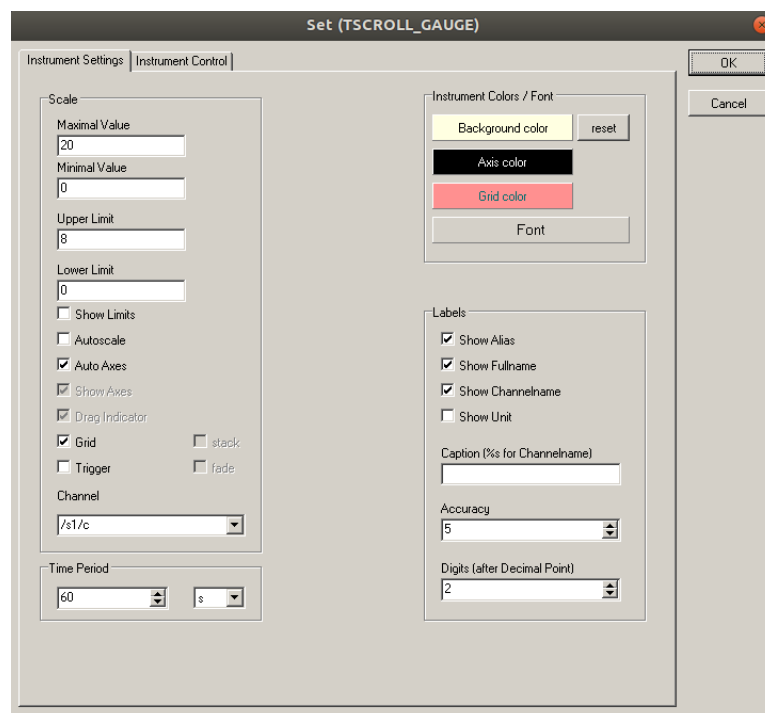 Set (TSCROLL_GAUGE)
Instrument Settings
Instrument Control
OK
Cancel
Scale
Maximal Value
20
Minimal Value
0
Upper Limit
8
Lower Limit
0
Show Limits
Autoscale
Auto Axes
Show Axes
Drag Indicator
Grid
stack
Trigger
fade
Channel
/s1/c
Time Period
60
s
Instrument Colors / Font
Background color
reset
Axis color
Grid color
Font
Labels
Show Alias
Show Fullname
Show Channelname
Show Unit
Caption (%s for Channelname)
Accuracy
5
Digits (after Decimal Point)
2